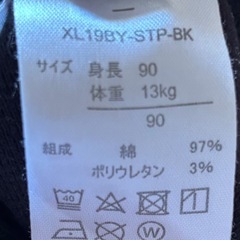 XL19BY-STP-BK
サイズ 身長 90
体重 13kg
90
組成 綿 97%
ポリウレタン 3%
40
W